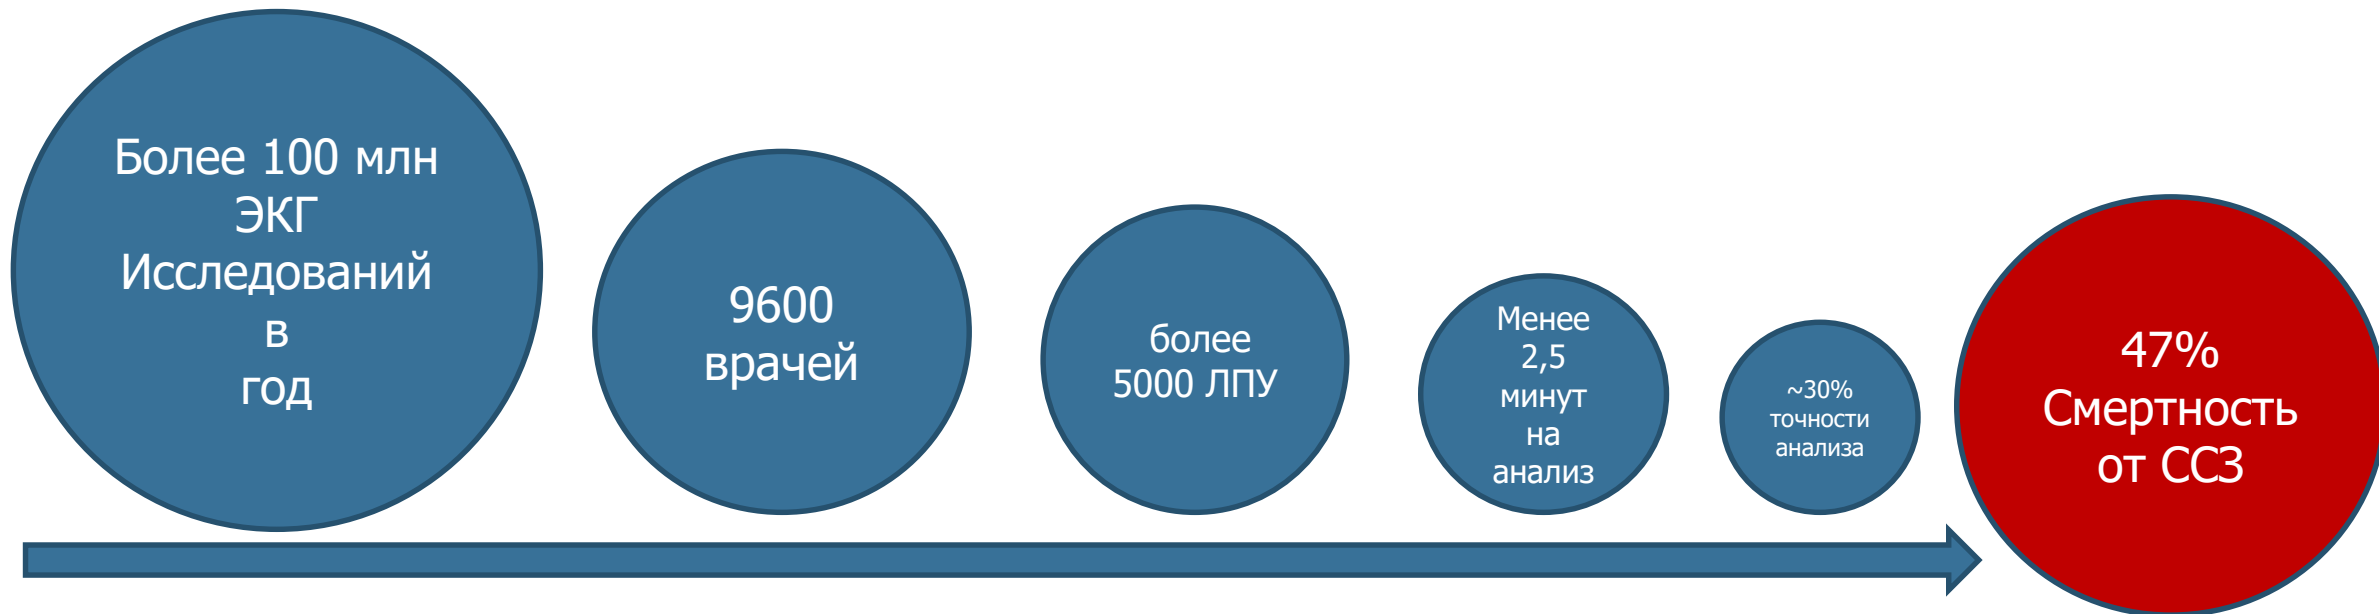 Более 100 млн
ЭКГ
Исследований
в
год
9600
врачей
более
5000 ЛПУ
Менее
2,5
минут
на
анализ
~30%
точности
анализа
47%
Смертность
от ССЗ